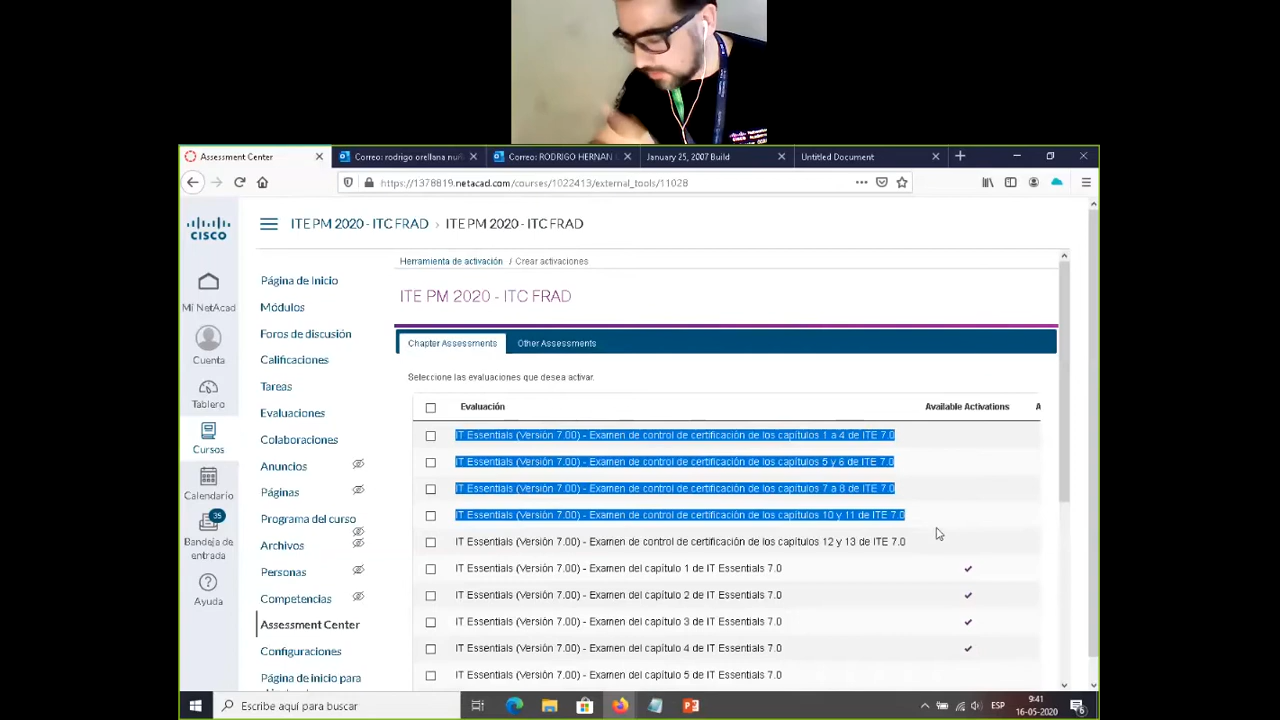 Assessment Center
Correo: rodrigo orellana
Correo: RODRIGO HERNAN
January 25, 2007 Build
Untitled Document
https://1378819.netacad.com/courses/1022413/external_tools/11028
CISCO
ITE PM 2020 - ITC FRAD › ITE PM 2020 - ITC FRAD
Mi NetAcad
Cuenta
Tablero
Cursos
Calendario
35
Bandeja de
entrada
Ayuda
Página de Inicio
Módulos
Foros de discusión
Calificaciones
Tareas
Evaluaciones
Colaboraciones
Anuncios
Páginas
Programa del curso
Archivos
Personas
Competencias
Assessment Center
Configuraciones
Página de inicio para
Herramienta de activación / Crear activaciones
ITE PM 2020 - ITC FRAD
Chapter Assessments
Other Assessments
Seleccione las evaluaciones que desea activar.
Evaluación
Available Activations
A
IT Essentials (Versión 7.00) - Examen de control de certificación de los capítulos 1 a 4 de ITE 7.0
IT Essentials (Versión 7.00) - Examen de control de certificación de los capítulos 5 y 6 de ITE 7.0
IT Essentials (Versión 7.00) - Examen de control de certificación de los capítulos 7 a 8 de ITE 7.0
IT Essentials (Versión 7.00) - Examen de control de certificación de los capítulos 10 y 11 de ITE 7.0
IT Essentials (Versión 7.00) - Examen de control de certificación de los capítulos 12 y 13 de ITE 7.0
IT Essentials (Versión 7.00) - Examen del capítulo 1 de IT Essentials 7.0
IT Essentials (Versión 7.00) - Examen del capítulo 2 de IT Essentials 7.0
IT Essentials (Versión 7.00) - Examen del capítulo 3 de IT Essentials 7.0
IT Essentials (Versión 7.00) - Examen del capítulo 4 de IT Essentials 7.0
IT Essentials (Versión 7.00) - Examen del capítulo 5 de IT Essentials 7.0
Escribe aquí para buscar
ESP
9:41
16-05-2020
6